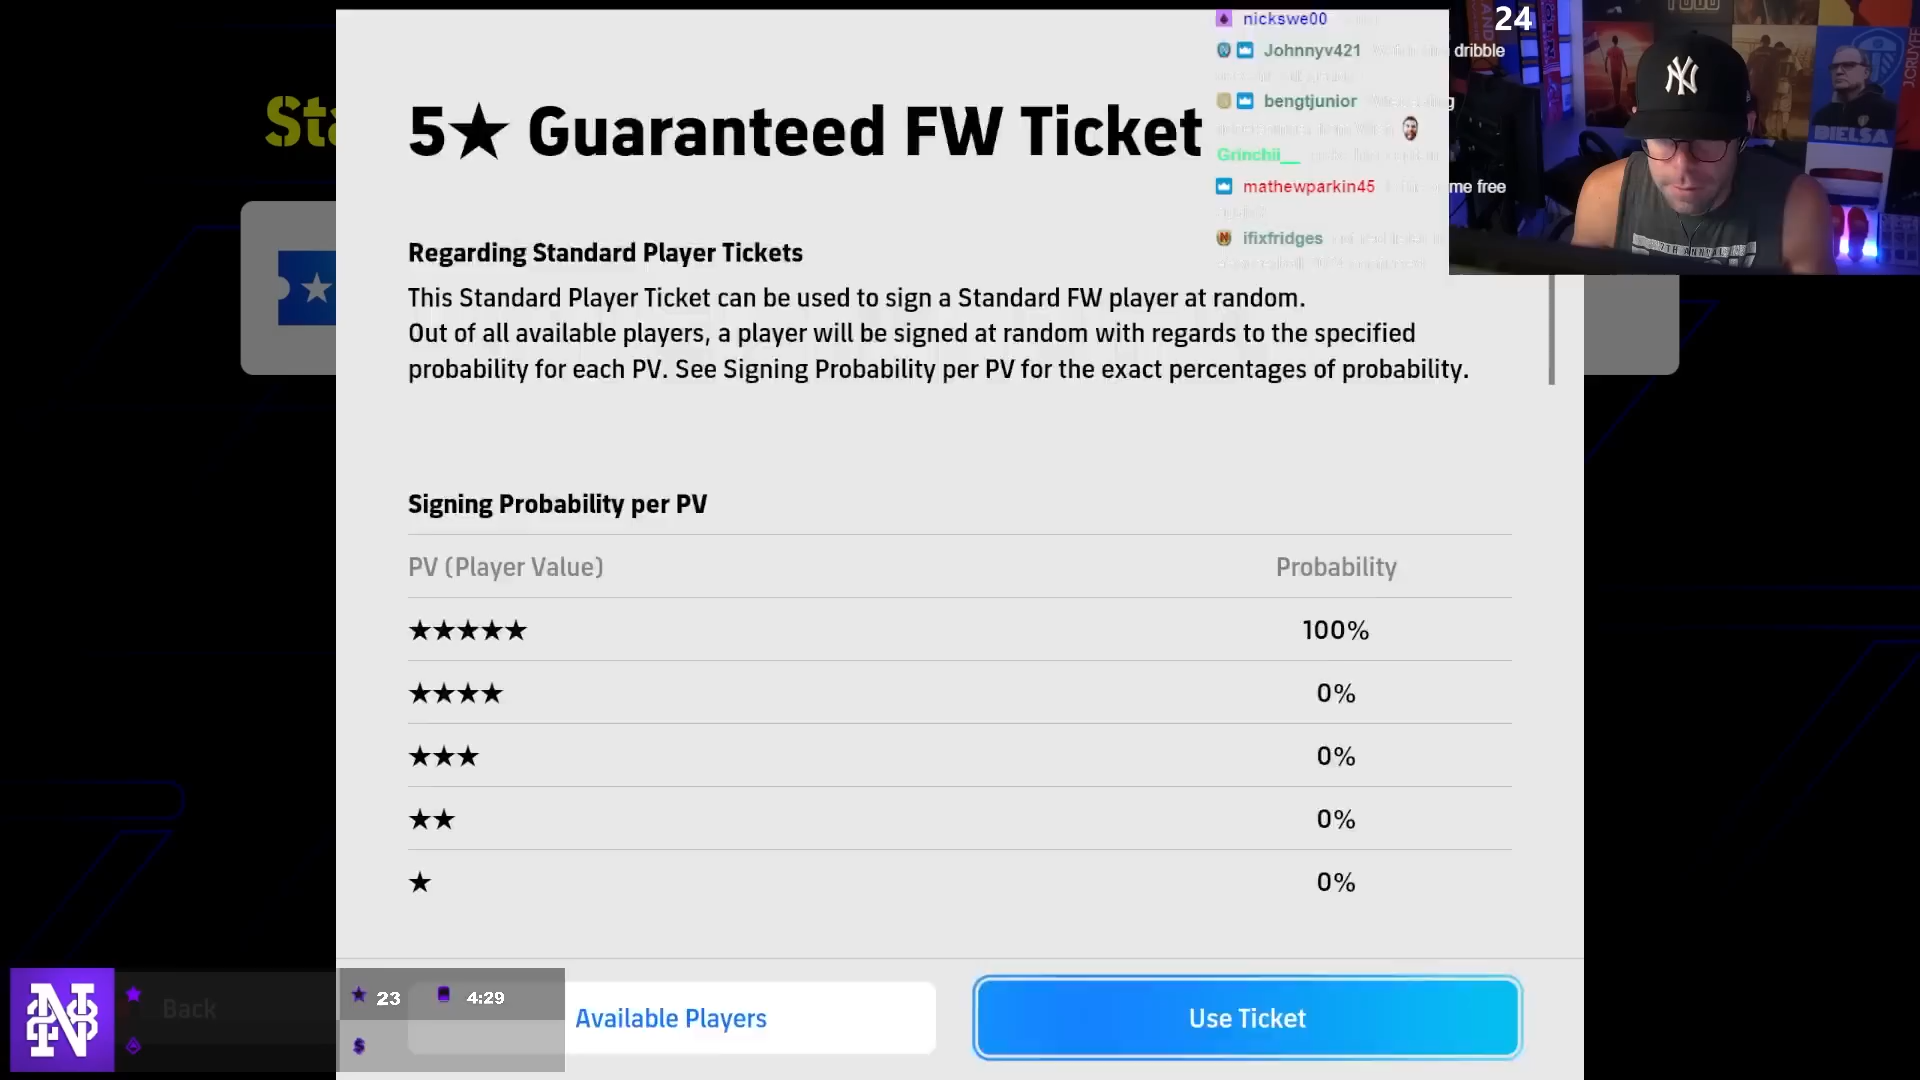 24
nickswe00
Johnnyv421 dribble
bengtjunior
Grinchii__
mathewparkin45 me free
ifixfridges
NY
BIELSA
J.CRUYFF
Sta
5★ Guaranteed FW Ticket
Regarding Standard Player Tickets
This Standard Player Ticket can be used to sign a Standard FW player at random.
Out of all available players, a player will be signed at random with regards to the specified
probability for each PV. See Signing Probability per PV for the exact percentages of probability.
Signing Probability per PV
PV (Player Value) Probability
★★★★★ 100%
★★★★ 0%
★★★ 0%
★★ 0%
★ 0%
Back
23 4:29
$
Available Players
Use Ticket